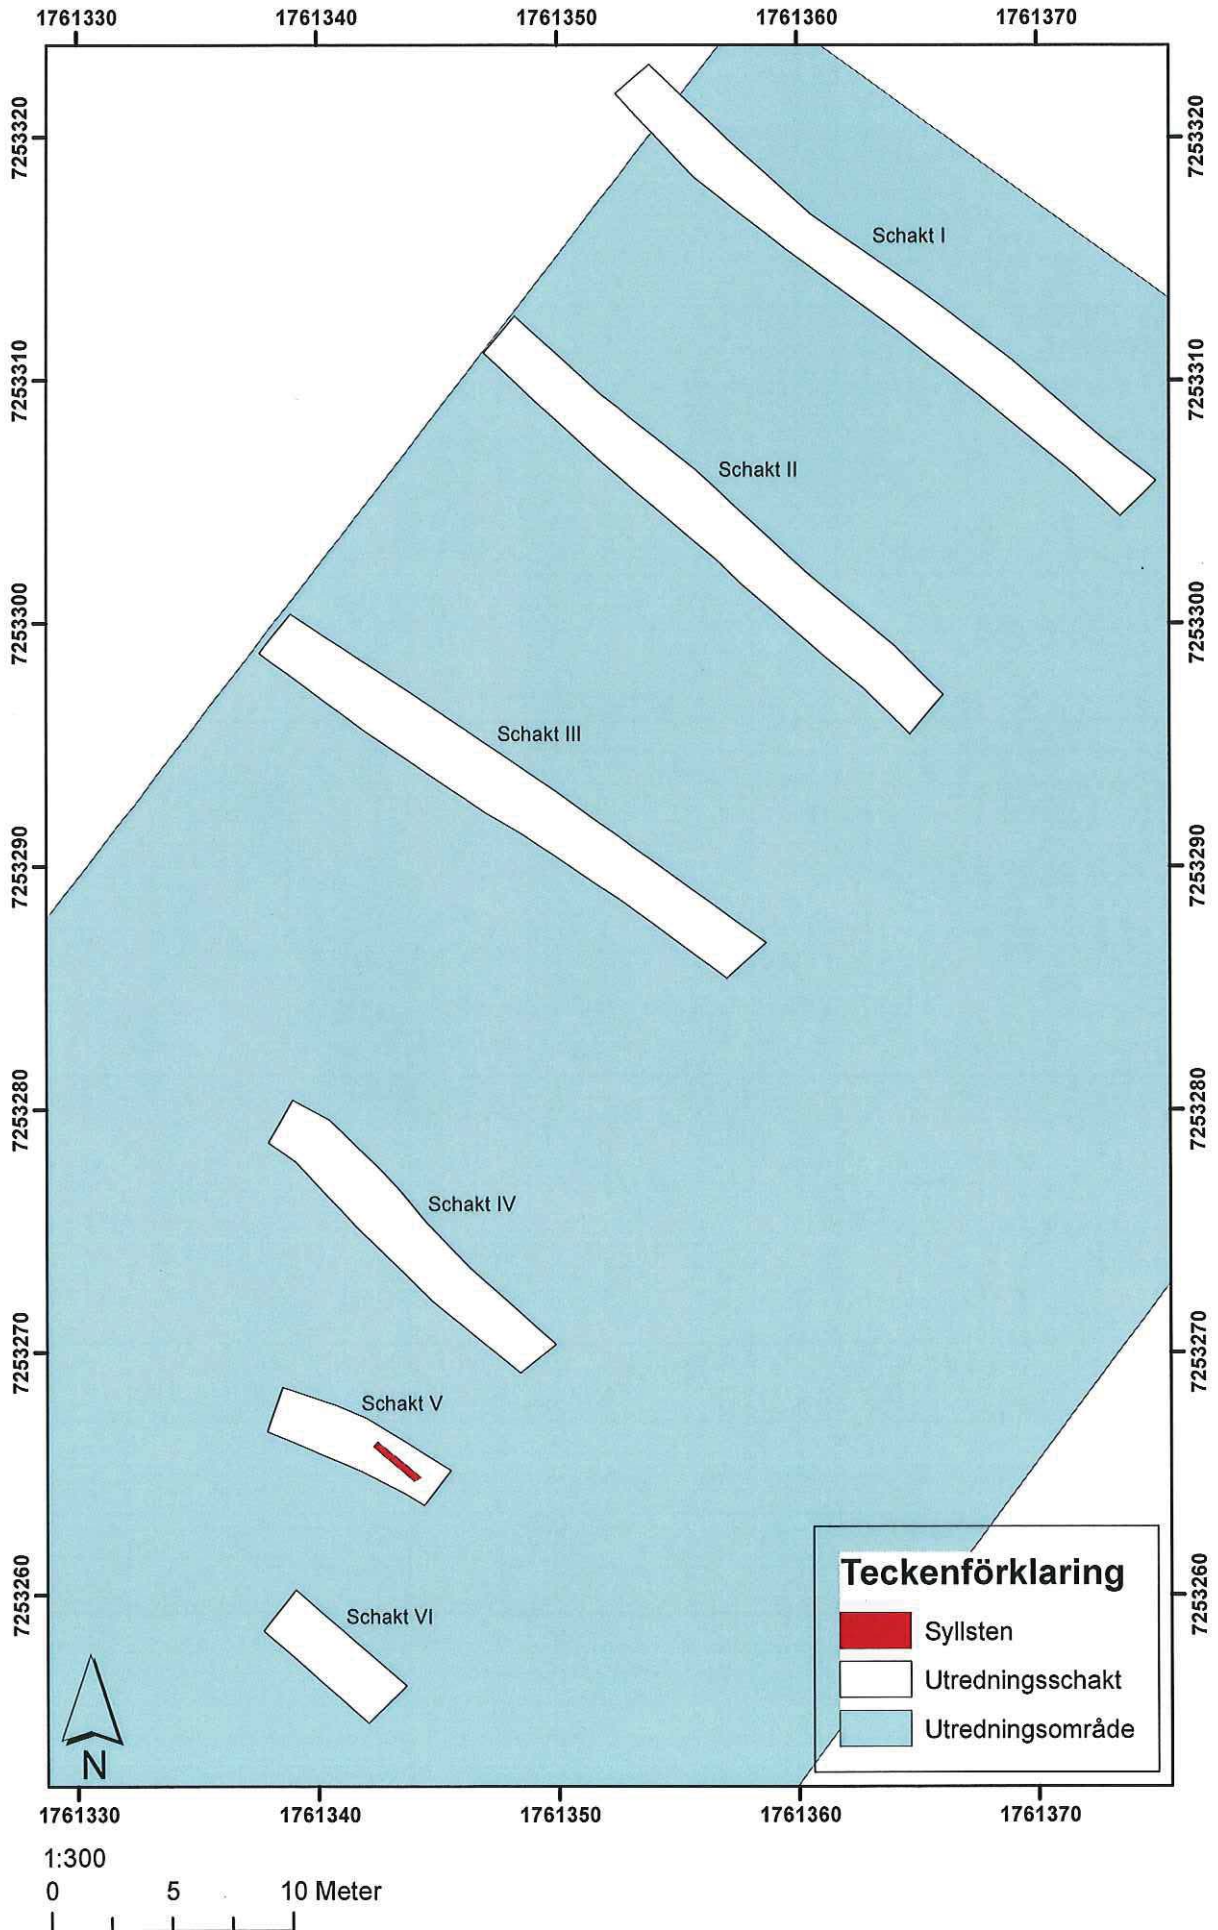 1761330 1761340 1761350 1761360 1761370
7253320 7253320
Schakt I
7253310 7253310
Schakt II
7253300 7253300
Schakt III
7253290 7253290
7253280 7253280
Schakt IV
7253270 7253270
Schakt V
7253260 7253260
Schakt VI
Teckenförklaring
Syllsten
Utredningsschakt
Utredningsområde
N
1761330 1761340 1761350 1761360 1761370
1:300
0 5 10 Meter